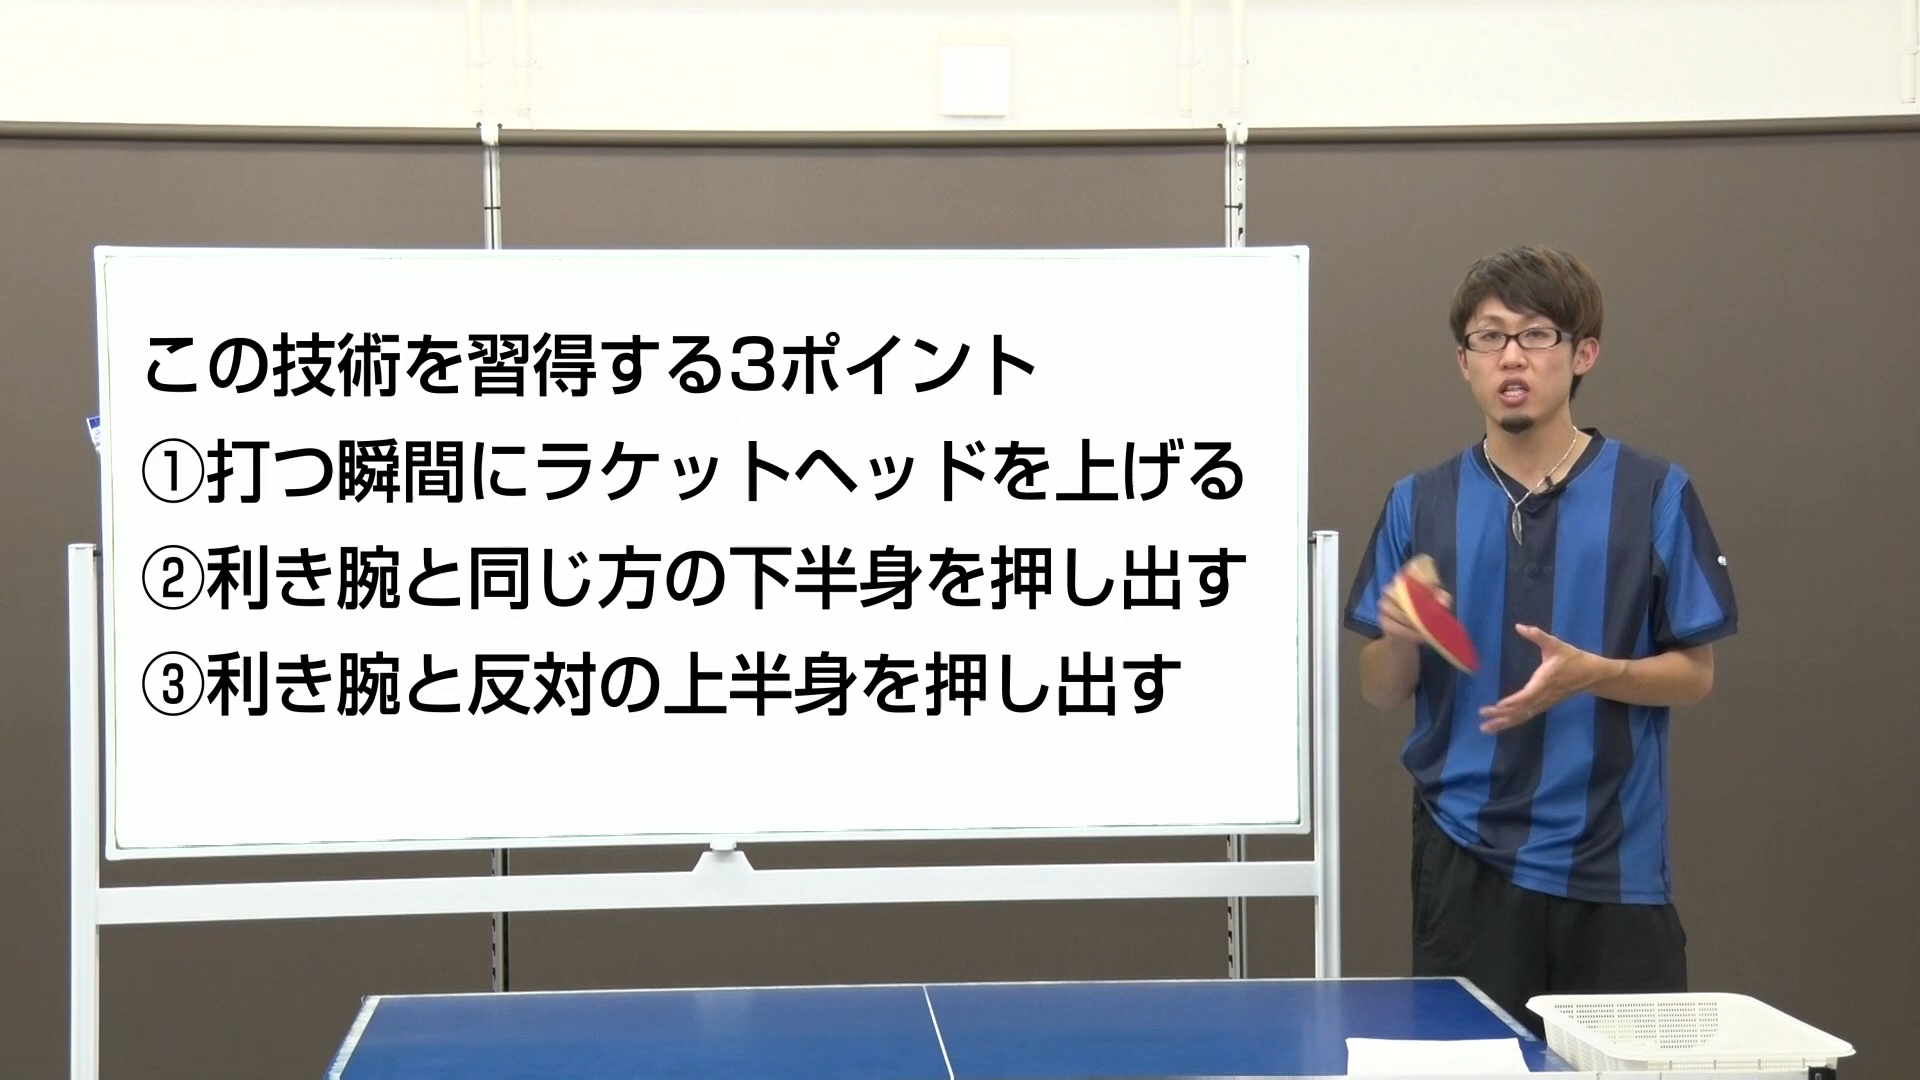 この技術を習得する3ポイント
①打つ瞬間にラケットヘッドを上げる
②利き腕と同じ方の下半身を押し出す
③利き腕と反対の上半身を押し出す